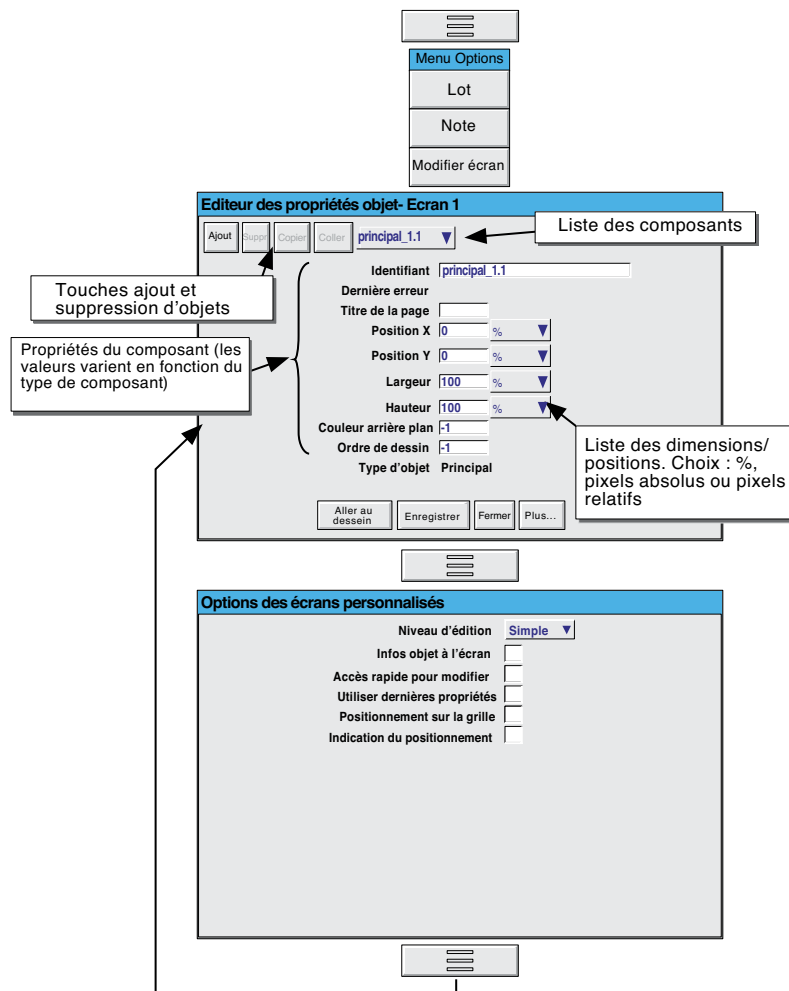 Menu Options
Lot
Note
Modifier écran
Editeur des propriétés objet- Ecran 1
Ajout Suppr Copier Coller principal_1.1
Liste des composants
Touches ajout et
suppression d'objets
Propriétés du composant (les
valeurs varient en fonction du
type de composant)
Identifiant principal_1.1
Dernière erreur
Titre de la page
Position X 0 %
Position Y 0 %
Largeur 100 %
Hauteur 100 %
Couleur arrière plan -1
Ordre de dessin -1
Type d'objet Principal
Liste des dimensions/
positions. Choix : %,
pixels absolus ou pixels
relatifs
Aller au
dessein
Enregistrer
Fermer
Plus...
Options des écrans personnalisés
Niveau d'édition Simple
Infos objet à l'écran
Accès rapide pour modifier
Utiliser dernières propriétés
Positionnement sur la grille
Indication du positionnement